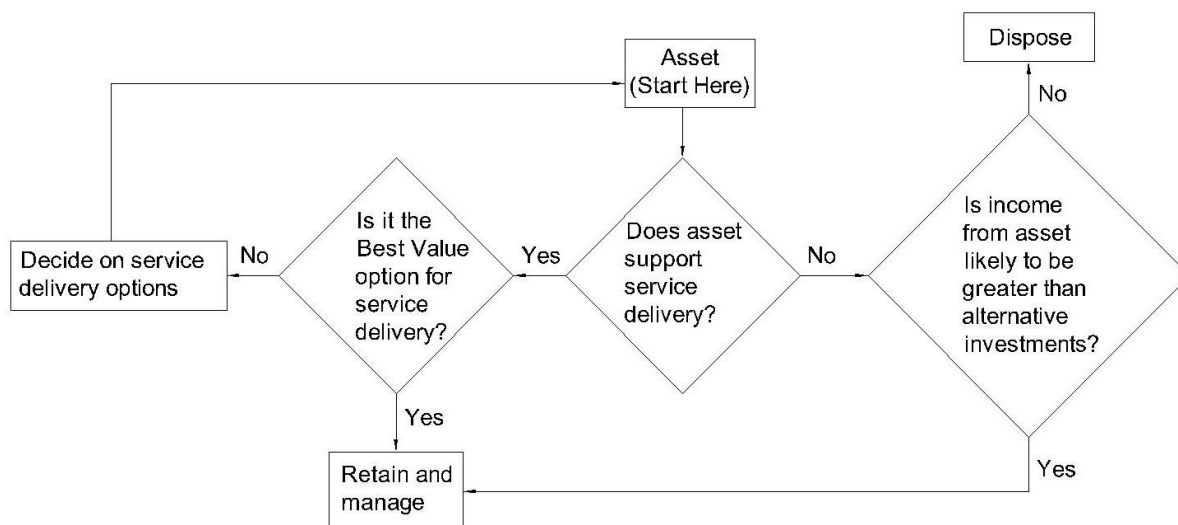 Dispose
Asset
(Start Here)
No
Is it the
Best Value
option for
service
delivery?
Does asset
support
service
delivery?
Is income
from asset
likely to be
greater than
alternative
investments?
Decide on service
delivery options
No
Yes
No
Yes
Yes
Retain and
manage